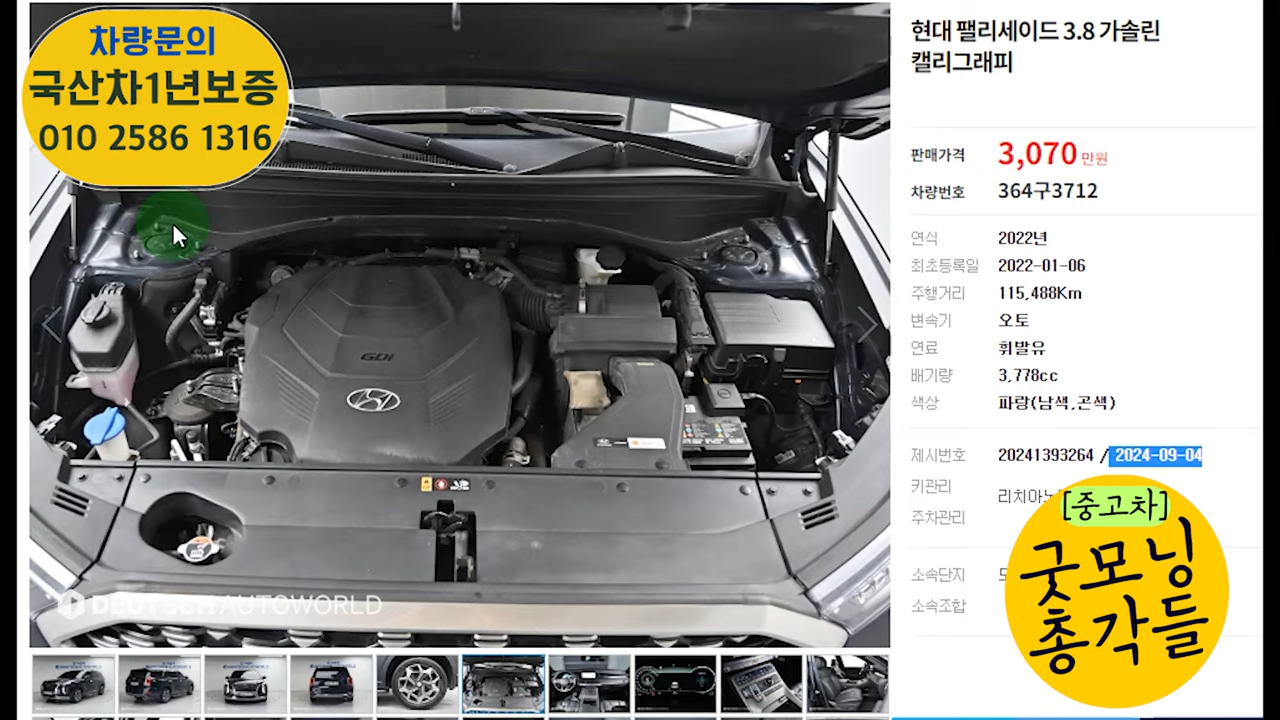 차량문의
국산차1년보증
010 2586 1316
GDI
DEUTSCH AUTOWORLD
현대 팰리세이드 3.8 가솔린
캘리그래피
판매가격 3,070 만원
차량번호 364구3712
연식 2022년
최초등록일 2022-01-06
주행거리 115,488Km
변속기 오토
연료 휘발유
배기량 3,778cc
색상 파랑(남색,곤색)
제시번호 20241393264 / 2024-09-04
키관리 리치아노
주차관리
소속단지
소속조합
[중고차]
굿모닝
총각들